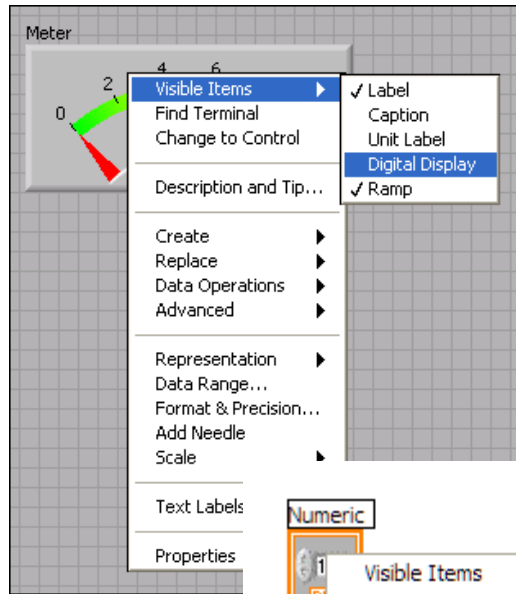 Meter
0 2 4 6
Visible Items
Find Terminal
Change to Control
Description and Tip...
Create
Replace
Data Operations
Advanced
Representation
Data Range...
Format & Precision...
Add Needle
Scale
Text Labels
Properties
✓ Label
Caption
Unit Label
Digital Display
✓ Ramp
Numeric
1
Visible Items